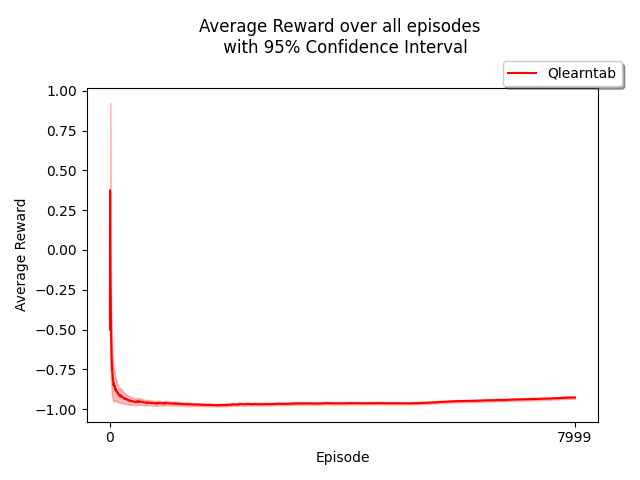 Average Reward over all episodes
with 95% Confidence Interval
Qlearntab
1.00
0.75
0.50
0.25
0.00
−0.25
−0.50
−0.75
−1.00
Average Reward
0 7999
Episode